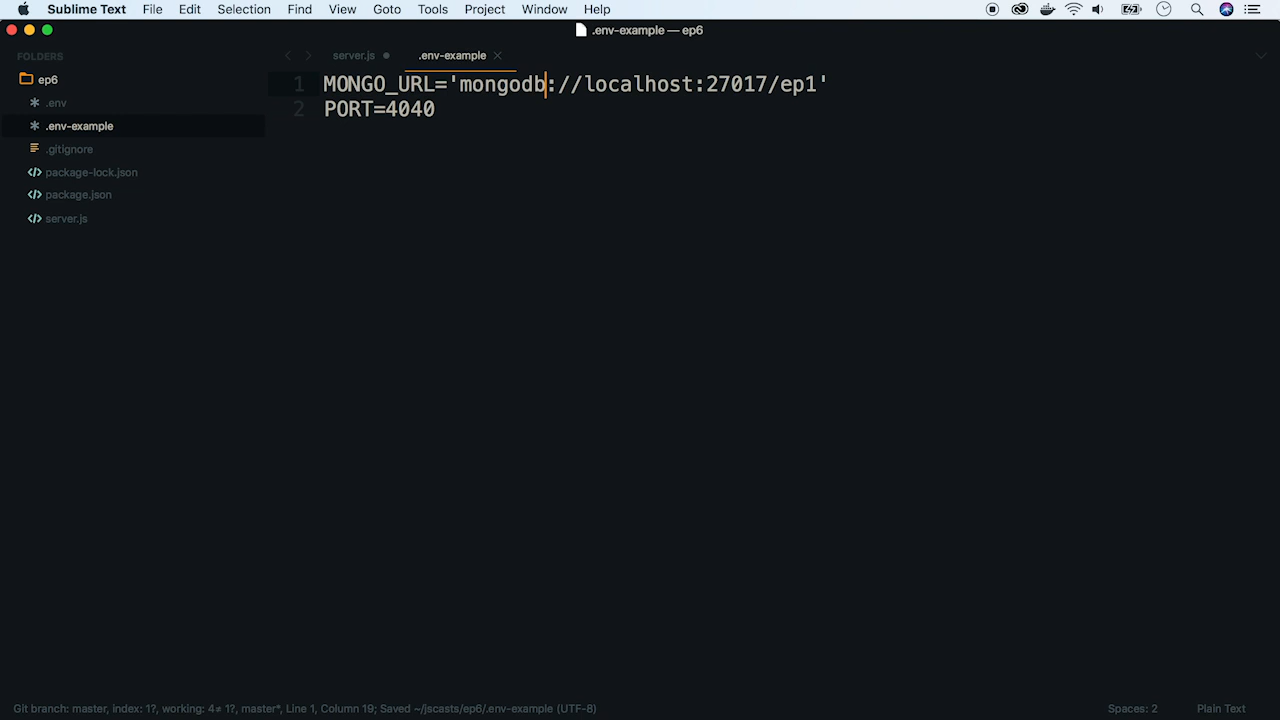 Sublime Text File Edit Selection Find View Goto Tools Project Window Help
.env-example — ep6
FOLDERS
ep6
.env
.env-example
.gitignore
package-lock.json
package.json
server.js
server.js .env-example
1 MONGO_URL='mongodb://localhost:27017/ep1'
2 PORT=4040
Git branch: master, index: 1?, working: 4≠ 1?, master*, Line 1, Column 19; Saved ~/jscasts/ep6/.env-example (UTF-8) Spaces: 2 Plain Text